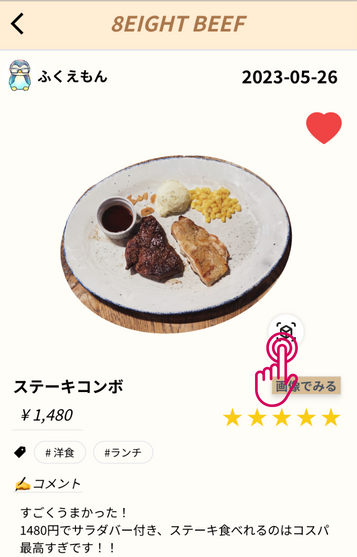 8EIGHT BEEF
ふくえもん 2023-05-26
ステーキコンボ
画像でみる
¥ 1,480
# 洋食 #ランチ
✍️コメント
すごくうまかった！
1480円でサラダバー付き、ステーキ食べれるのはコスパ
最高すぎです！！